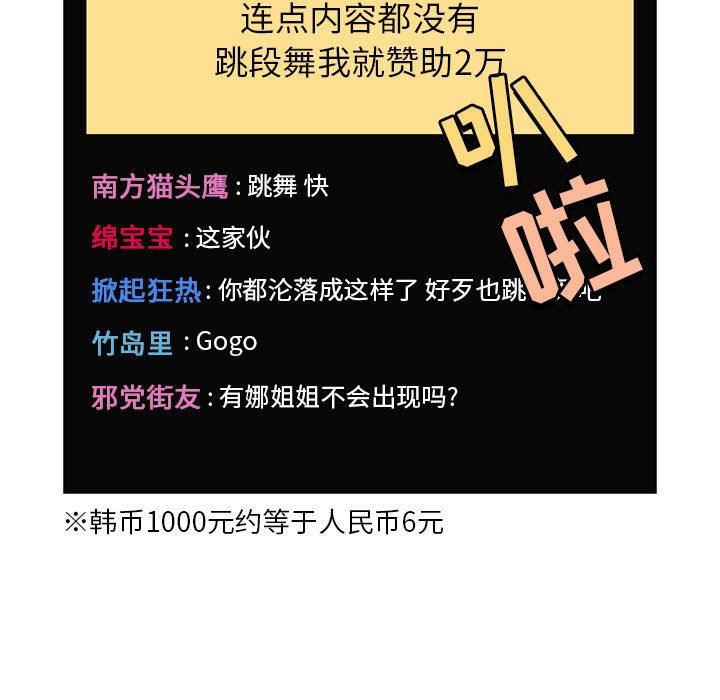 连点内容都没有
跳段舞我就赞助2万
叭
啦
南方猫头鹰 : 跳舞 快
绵宝宝 : 这家伙
掀起狂热 : 你都沦落成这样了 好歹也跳
竹岛里 : Gogo
邪党街友 : 有娜姐姐不会出现吗?
※韩币1000元约等于人民币6元